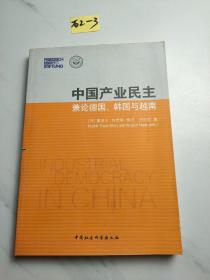 石2-3
FRIEDRICH
EBERT
STIFTUNG
中国产业民主
兼论德国、韩国与越南
INDUSTRIAL
DEMOCRACY
IN CHINA
中国社会科学出版社